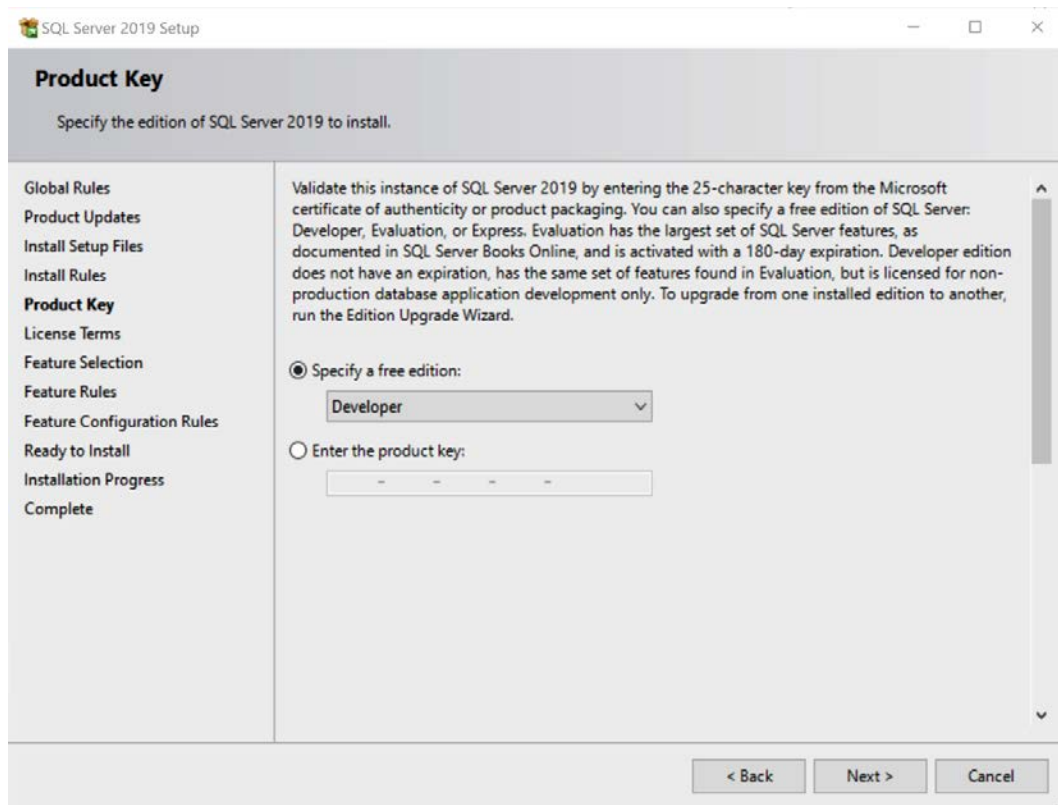 SQL Server 2019 Setup
Product Key
Specify the edition of SQL Server 2019 to install.
Global Rules
Product Updates
Install Setup Files
Install Rules
Product Key
License Terms
Feature Selection
Feature Rules
Feature Configuration Rules
Ready to Install
Installation Progress
Complete
Validate this instance of SQL Server 2019 by entering the 25-character key from the Microsoft
certificate of authenticity or product packaging. You can also specify a free edition of SQL Server:
Developer, Evaluation, or Express. Evaluation has the largest set of SQL Server features, as
documented in SQL Server Books Online, and is activated with a 180-day expiration. Developer edition
does not have an expiration, has the same set of features found in Evaluation, but is licensed for non-
production database application development only. To upgrade from one installed edition to another,
run the Edition Upgrade Wizard.
Specify a free edition:
Developer
Enter the product key:
- - - -
< Back Next > Cancel